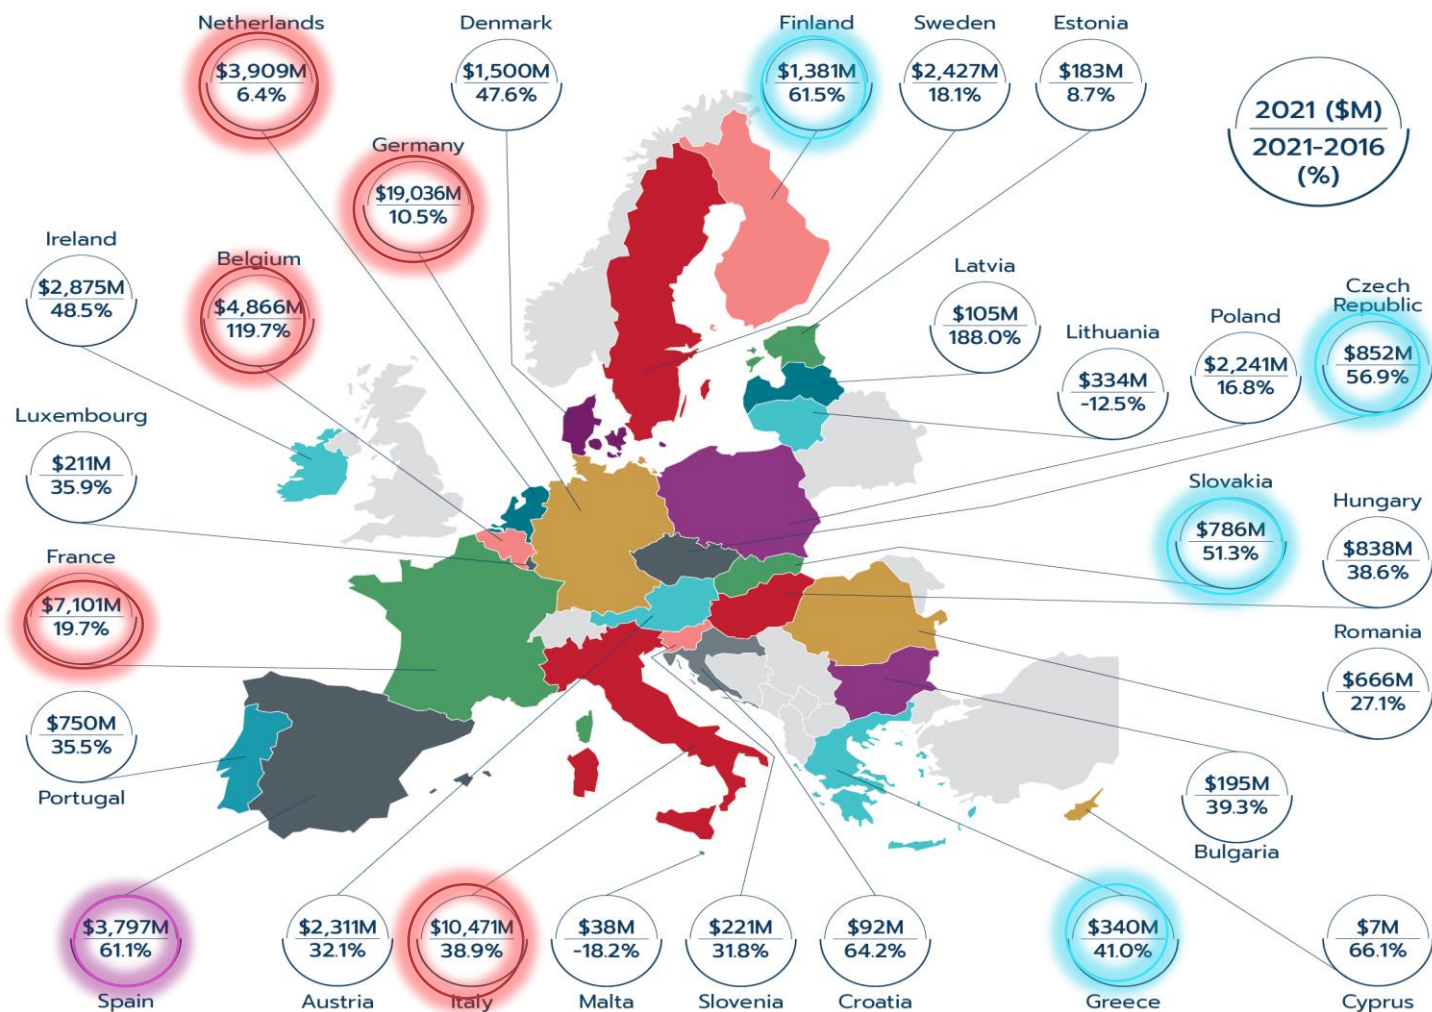 Netherlands
$3,909M
6.4%
Denmark
$1,500M
47.6%
Finland
$1,381M
61.5%
Sweden
$2,427M
18.1%
Estonia
$183M
8.7%
2021 ($M)
2021-2016
(%)
Germany
$19,036M
10.5%
Ireland
$2,875M
48.5%
Belgium
$4,866M
119.7%
Latvia
$105M
188.0%
Lithuania
$334M
-12.5%
Poland
$2,241M
16.8%
Czech
Republic
$852M
56.9%
Luxembourg
$211M
35.9%
Slovakia
$786M
51.3%
Hungary
$838M
38.6%
France
$7,101M
19.7%
Romania
$666M
27.1%
$750M
35.5%
Portugal
$195M
39.3%
Bulgaria
$3,797M
61.1%
Spain
$2,311M
32.1%
Austria
$10,471M
38.9%
Italy
$38M
-18.2%
Malta
$221M
31.8%
Slovenia
$92M
64.2%
Croatia
$340M
41.0%
Greece
$7M
66.1%
Cyprus